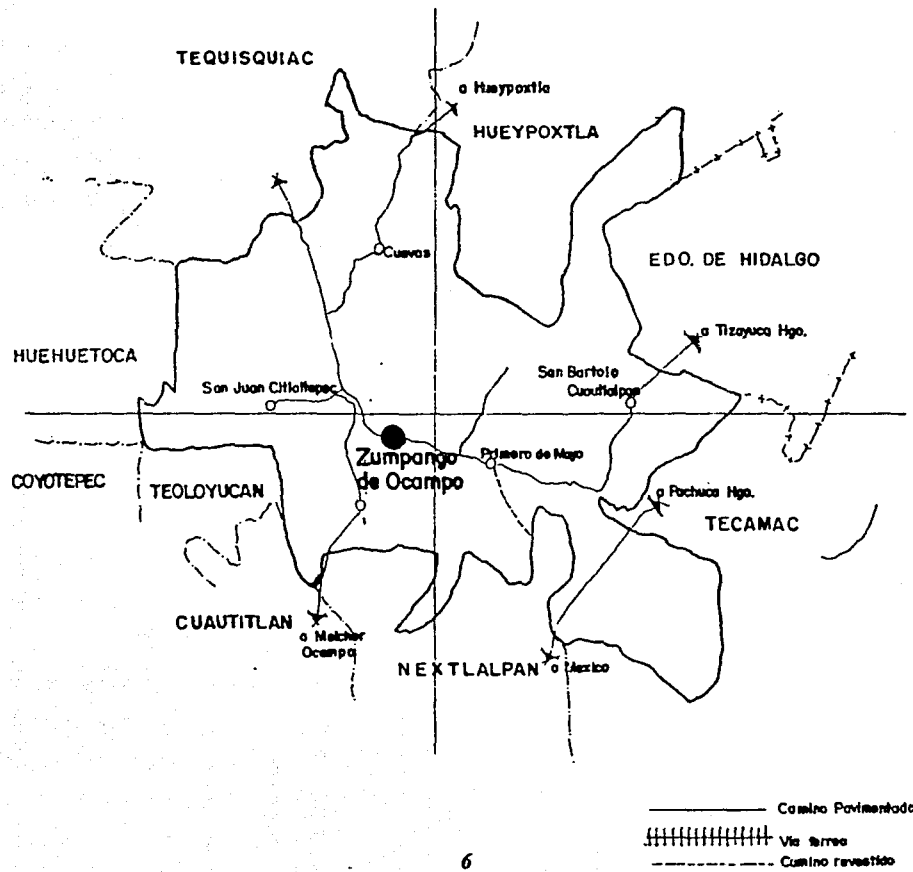 TEQUISQUIAC
a Hueypoxtla
HUEYPOXTLA
Cuevas
EDO. DE HIDALGO
a Tizayuca Hgo.
HUEHUETOCA
San Juan Citlaltepec
San Bartolo
Cuautlalpan
Zumpango
de Ocampo
Primero de Mayo
COYOTEPEC
TEOLOYUCAN
a Pachuca Hgo.
TECAMAC
CUAUTITLAN
a Melchor
Ocampo
NEXTLALPAN
a Mexico
Camino Pavimentado
Via ferrea
Camino revestido
6